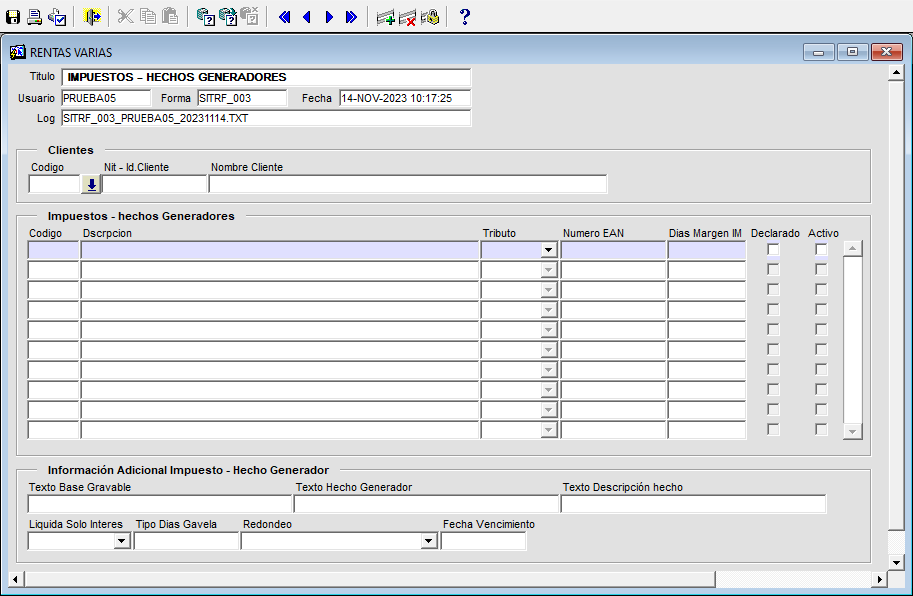 RENTAS VARIAS
Titulo IMPUESTOS – HECHOS GENERADORES
Usuario PRUEBA05 Forma SITRF_003 Fecha 14-NOV-2023 10:17:25
Log SITRF_003_PRUEBA05_20231114.TXT
Clientes
Codigo Nit - Id.Cliente Nombre Cliente
Impuestos - hechos Generadores
Codigo Dscrpcion Tributo Numero EAN Dias Margen IM Declarado Activo
Información Adicional Impuesto - Hecho Generador
Texto Base Gravable Texto Hecho Generador Texto Descripción hecho
Liquida Solo Interes Tipo Dias Gavela Redondeo Fecha Vencimiento